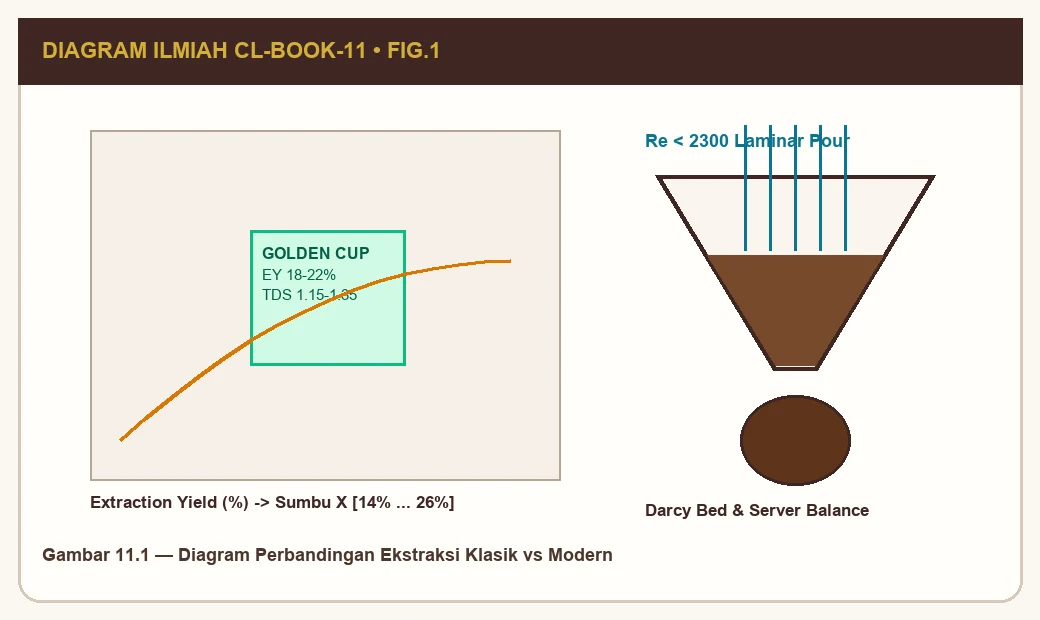 DIAGRAM ILMIAH CL-BOOK-11 • FIG.1
GOLDEN CUP
EY 18-22%
TDS 1.15-1.35
Extraction Yield (%) -> Sumbu X [14% ... 26%]
Re < 2300 Laminar Pour
Darcy Bed & Server Balance
Gambar 11.1 — Diagram Perbandingan Ekstraksi Klasik vs Modern